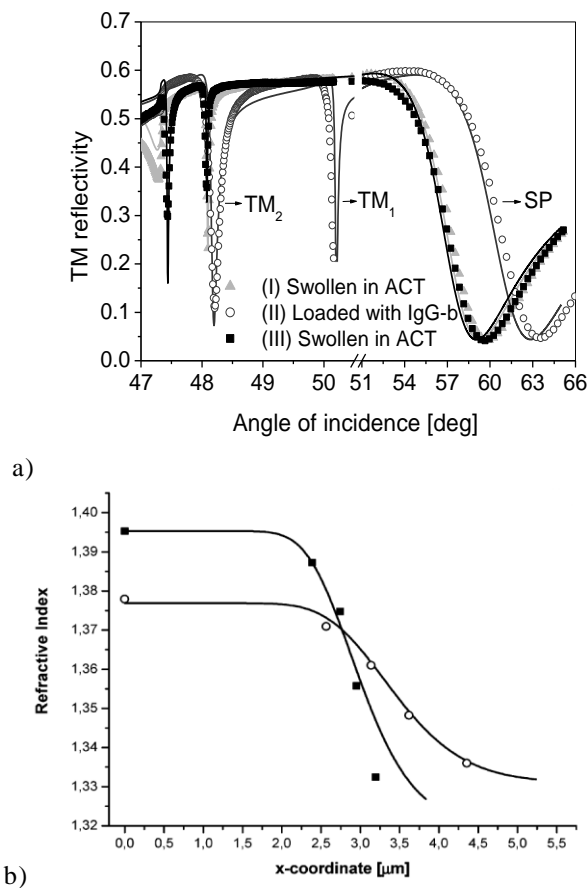 0.6
0.5
0.4
0.3
0.2
0.1
0.0
TM reflectivity
TM₂
TM₁
SP
(I) Swollen in ACT
(II) Loaded with IgG-b
(III) Swollen in ACT
47 48 49 50 51 54 57 60 63 66
Angle of incidence [deg]
a)
1,40
1,39
1,38
1,37
1,36
1,35
1,34
1,33
1,32
Refractive Index
0,0 0,5 1,0 1,5 2,0 2,5 3,0 3,5 4,0 4,5 5,0 5,5
x-coordinate [μm]
b)